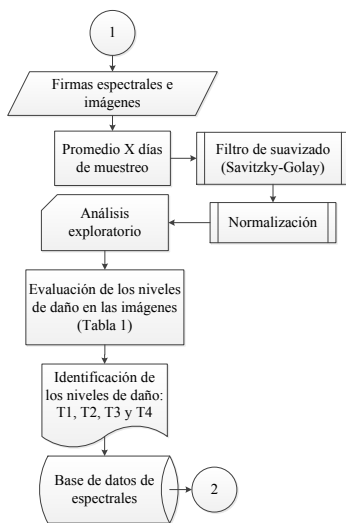 1
Firmas espectrales e
imágenes
Promedio X días
de muestreo
Filtro de suavizado
(Savitzky-Golay)
Normalización
Análisis
exploratorio
Evaluación de los niveles
de daño en las imágenes
(Tabla 1)
Identificación de
los niveles de daño:
T1, T2, T3 y T4
Base de datos de
espectrales
2